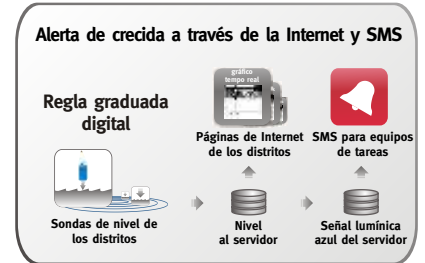 Alerta de crecida a través de la Internet y SMS
Regla graduada
digital
gráfico
tempo real
Páginas de Internet
de los distritos
SMS para equipos
de tareas
Sondas de nivel de
los distritos
Nivel
al servidor
Señal lumínica
azul del servidor